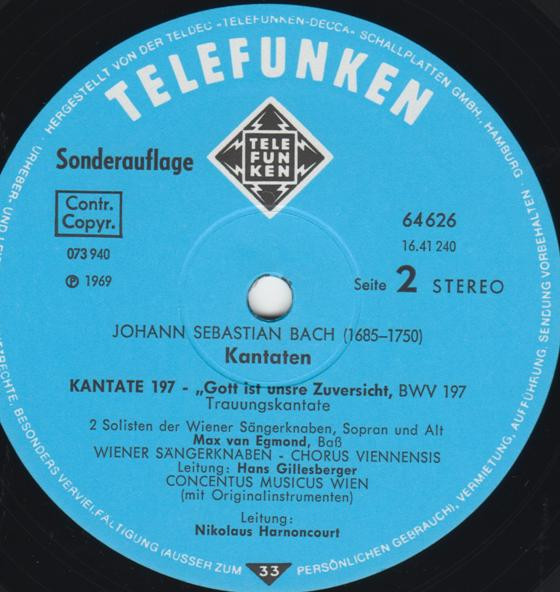 HERGESTELLT VON DER TELDEC «TELEFUNKEN-DECCA» SCHALLPLATTEN GMBH., HAMBURG
TELEFUNKEN
TELE
FUN
KEN
Sonderauflage
Contr.
Copyr.
64 626
073 940
16.41 240
℗ 1969
Seite 2 STEREO
JOHANN SEBASTIAN BACH (1685–1750)
Kantaten
KANTATE 197 - „Gott ist unsre Zuversicht, BWV 197
Trauungskantate
2 Solisten der Wiener Sängerknaben, Sopran und Alt
Max van Egmond, Baß
WIENER SÄNGERKNABEN - CHORUS VIENNENSIS
Leitung: Hans Gillesberger
CONCENTUS MUSICUS WIEN
(mit Originalinstrumenten)
Leitung:
Nikolaus Harnoncourt
33
URHEBER- UND
BESONDERS VERVIELFÄLTIGUNG (AUSSER ZUM PERSÖNLICHEN GEBRAUCH), VERMIETUNG, AUFFÜHRUNG, SENDUNG VORBEHALTEN